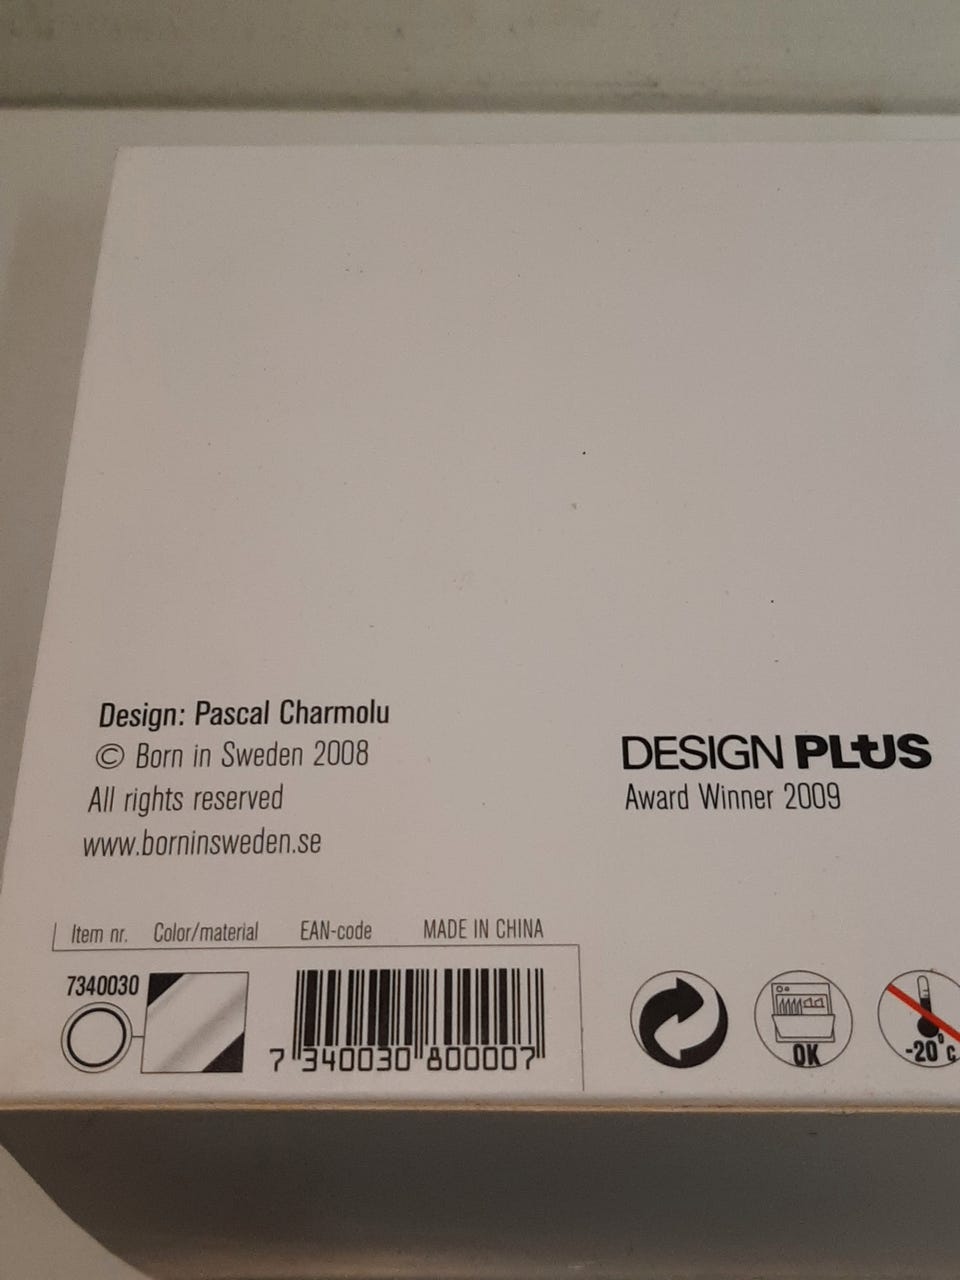 Design: Pascal Charmolu
© Born in Sweden 2008
All rights reserved
www.borninsweden.se
DESIGN PLUS
Award Winner 2009
Item nr. Color/material EAN-code MADE IN CHINA
7340030
7 340030 800007
OK
-20°c